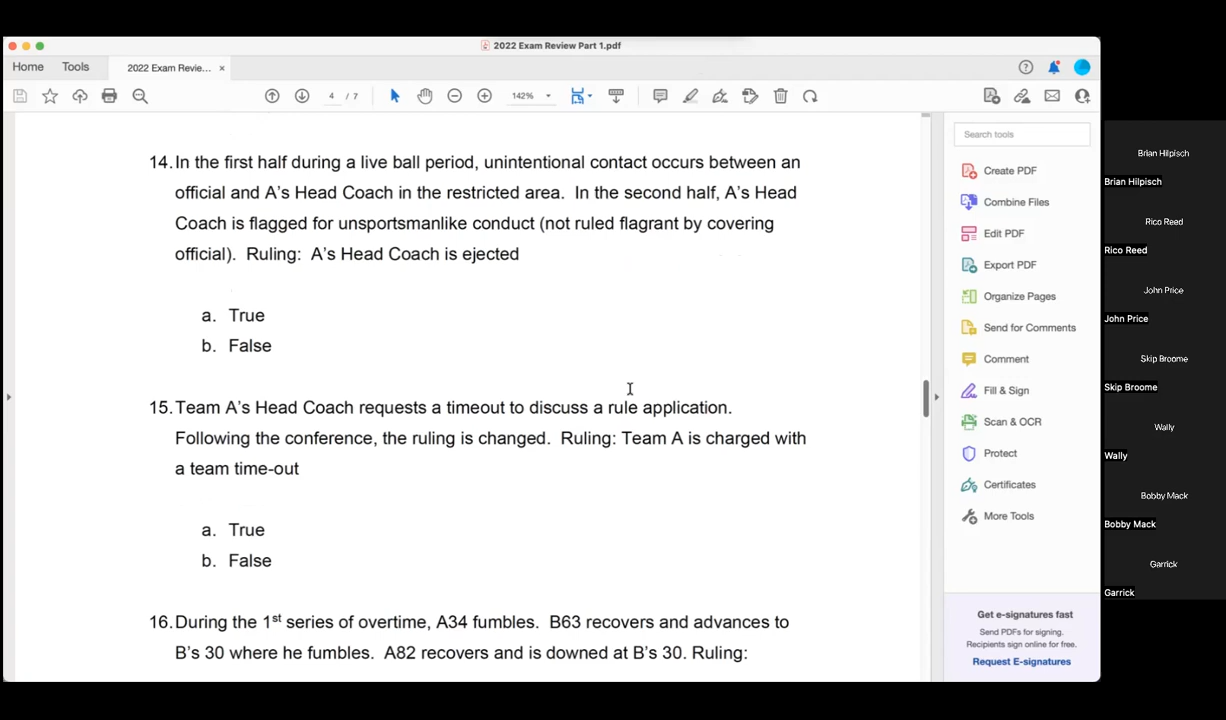 2022 Exam Review Part 1.pdf
Home Tools 2022 Exam Revie... ×
4 / 7 142%
14. In the first half during a live ball period, unintentional contact occurs between an
official and A's Head Coach in the restricted area. In the second half, A's Head
Coach is flagged for unsportsmanlike conduct (not ruled flagrant by covering
official). Ruling: A's Head Coach is ejected
a. True
b. False
15. Team A's Head Coach requests a timeout to discuss a rule application.
Following the conference, the ruling is changed. Ruling: Team A is charged with
a team time-out
a. True
b. False
16. During the 1st series of overtime, A34 fumbles. B63 recovers and advances to
B's 30 where he fumbles. A82 recovers and is downed at B's 30. Ruling:
Search tools
Create PDF
Combine Files
Edit PDF
Export PDF
Organize Pages
Send for Comments
Comment
Fill & Sign
Scan & OCR
Protect
Certificates
More Tools
Get e-signatures fast
Send PDFs for signing.
Recipients sign online for free.
Request E-signatures
Brian Hilpisch
Brian Hilpisch
Rico Reed
Rico Reed
John Price
John Price
Skip Broome
Skip Broome
Wally
Wally
Bobby Mack
Bobby Mack
Garrick
Garrick